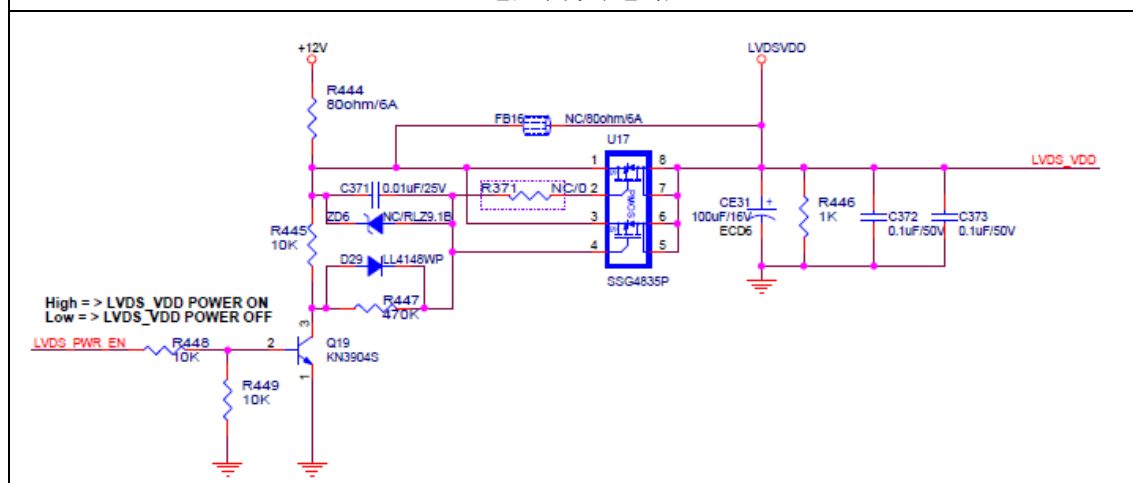 +12V
LVDSVDD
R444
80ohm/6A
FB16
NC/80ohm/6A
U17
1
8
LVDS_VDD
C371
0.01uF/25V
R371
NC/0
2
7
PMOS
ZD6
NC/RLZ9.1B
3
6
CE31
100uF/16V
ECD6
+
R446
1K
C372
0.1uF/50V
C373
0.1uF/50V
R445
10K
4
5
D29
LL4148WP
SSG4835P
R447
470K
High = > LVDS_VDD POWER ON
Low = > LVDS_VDD POWER OFF
3
LVDS_PWR_EN
R448
10K
2
Q19
KN3904S
1
R449
10K